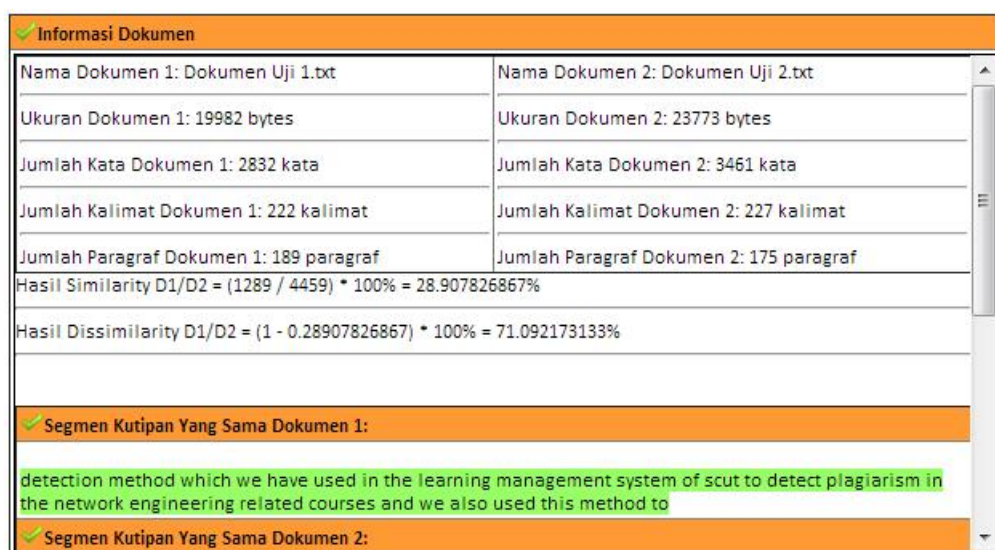 Informasi Dokumen
Nama Dokumen 1: Dokumen Uji 1.txt
Nama Dokumen 2: Dokumen Uji 2.txt
Ukuran Dokumen 1: 19982 bytes
Ukuran Dokumen 2: 23773 bytes
Jumlah Kata Dokumen 1: 2832 kata
Jumlah Kata Dokumen 2: 3461 kata
Jumlah Kalimat Dokumen 1: 222 kalimat
Jumlah Kalimat Dokumen 2: 227 kalimat
Jumlah Paragraf Dokumen 1: 189 paragraf
Jumlah Paragraf Dokumen 2: 175 paragraf
Hasil Similarity D1/D2 = (1289 / 4459) * 100% = 28.907826867%
Hasil Dissimilarity D1/D2 = (1 - 0.28907826867) * 100% = 71.092173133%
Segmen Kutipan Yang Sama Dokumen 1:
detection method which we have used in the learning management system of scut to detect plagiarism in
the network engineering related courses and we also used this method to
Segmen Kutipan Yang Sama Dokumen 2: